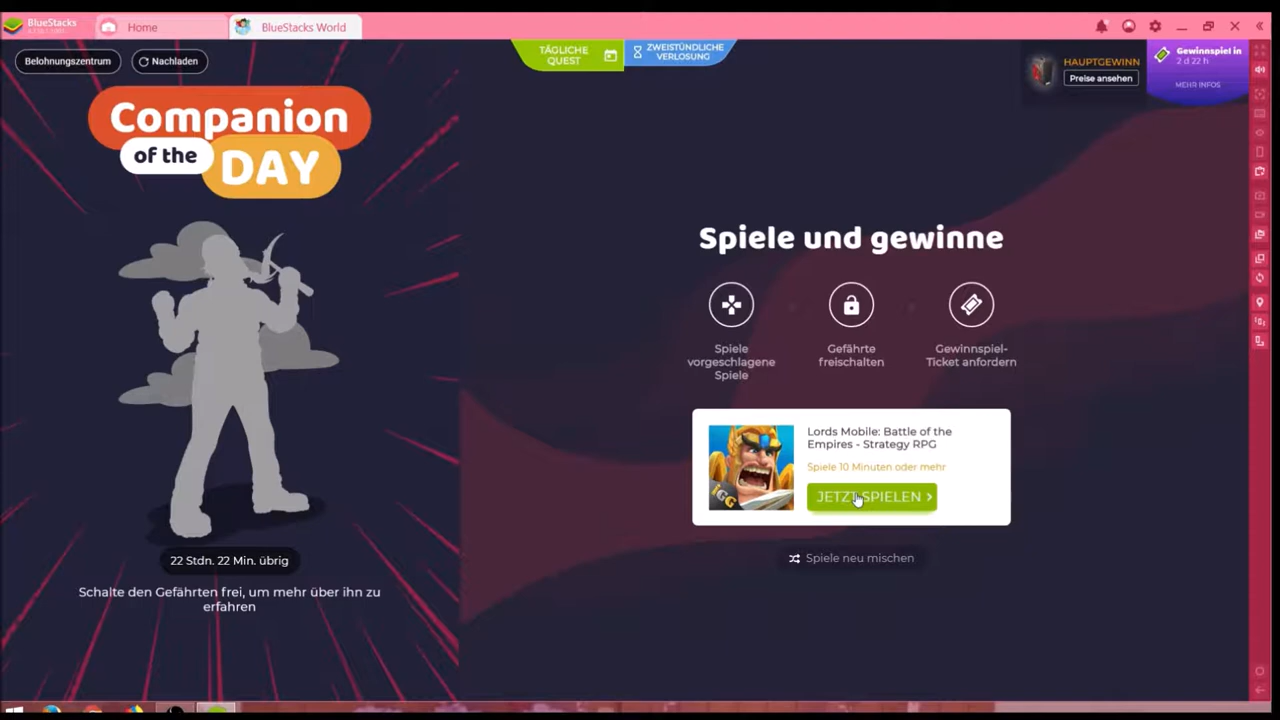 BlueStacks
Home
BlueStacks World
Belohnungszentrum
Nachladen
TÄGLICHE
QUEST
ZWEISTÜNDLICHE
VERLOSUNG
HAUPTGEWINN
Preise ansehen
Gewinnspiel in
2 d 22 h
MEHR INFOS
Companion
of the
DAY
22 Stdn. 22 Min. übrig
Schalte den Gefährten frei, um mehr über ihn zu
erfahren
Spiele und gewinne
Spiele
vorgeschlagene
Spiele
Gefährte
freischalten
Gewinnspiel-
Ticket anfordern
Lords Mobile: Battle of the
Empires - Strategy RPG
Spiele 10 Minuten oder mehr
JETZT SPIELEN
IGG
Spiele neu mischen